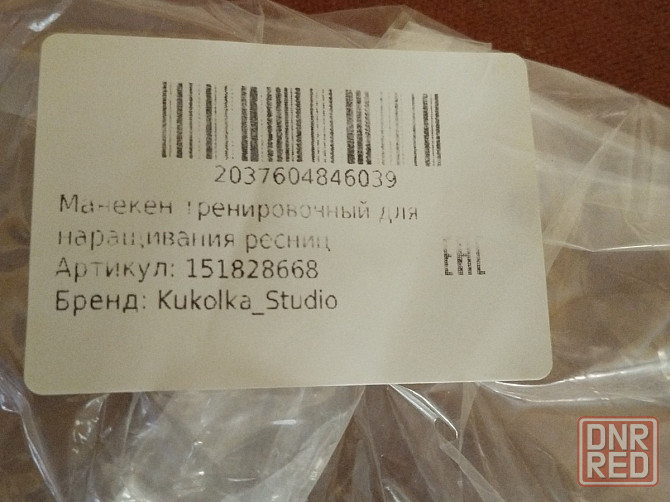 2037604846039
Манекен тренировочный для
наращивания ресниц
Артикул: 151828668
Бренд: Kukolka_Studio
EAC
DNR
RED